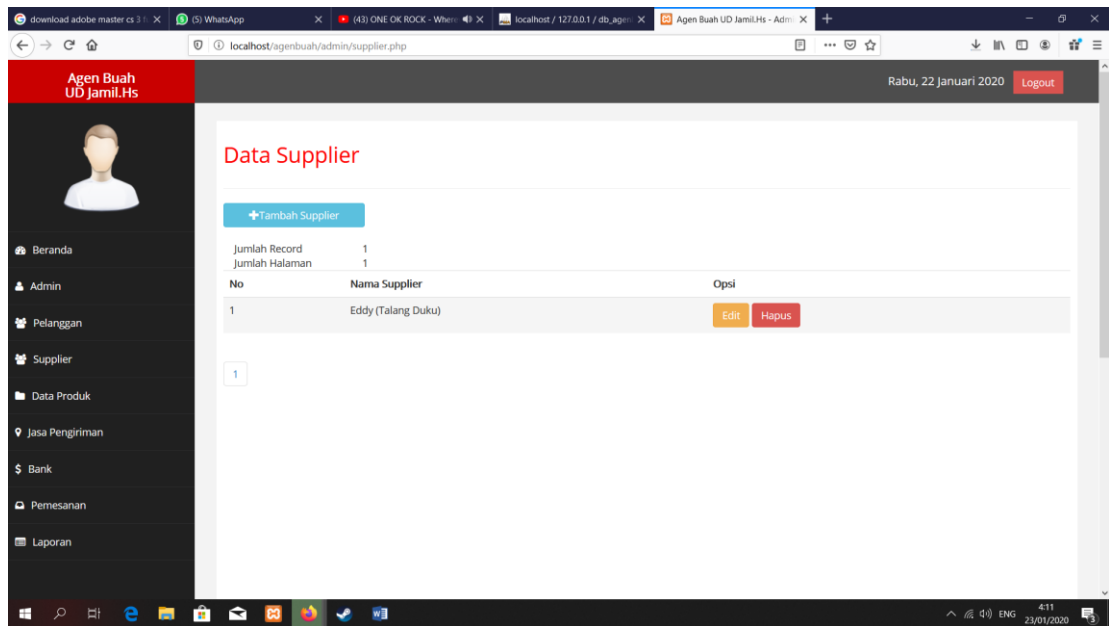 download adobe master cs 3 f
(5) WhatsApp
(43) ONE OK ROCK - Where
localhost / 127.0.0.1 / db_agen
Agen Buah UD Jamil.Hs - Adm
localhost/agenbuah/admin/supplier.php
Agen Buah
UD Jamil.Hs
Rabu, 22 Januari 2020
Logout
Data Supplier
Tambah Supplier
Jumlah Record 1
Jumlah Halaman 1
No Nama Supplier Opsi
1 Eddy (Talang Duku) Edit Hapus
1
Beranda
Admin
Pelanggan
Supplier
Data Produk
Jasa Pengiriman
$ Bank
Pemesanan
Laporan
ENG
4:11
23/01/2020